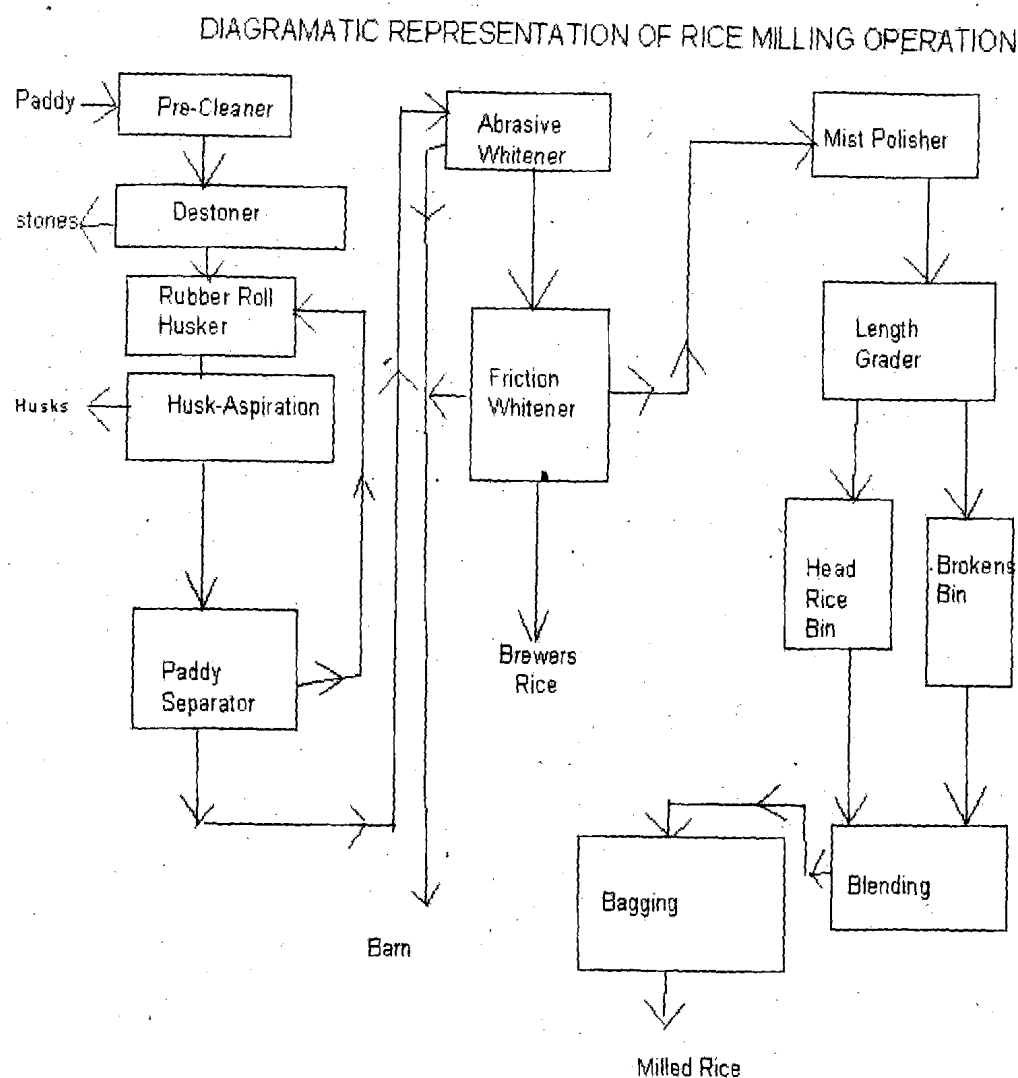 DIAGRAMATIC REPRESENTATION OF RICE MILLING OPERATION
Paddy
Pre-Cleaner
stones
Destoner
Rubber Roll
Husker
Husks
Husk-Aspiration
Paddy
Separator
Abrasive
Whitener
Friction
Whitener
Brewers
Rice
Barn
Mist Polisher
Length
Grader
Head
Rice
Bin
Brokens
Bin
Blending
Bagging
Milled Rice